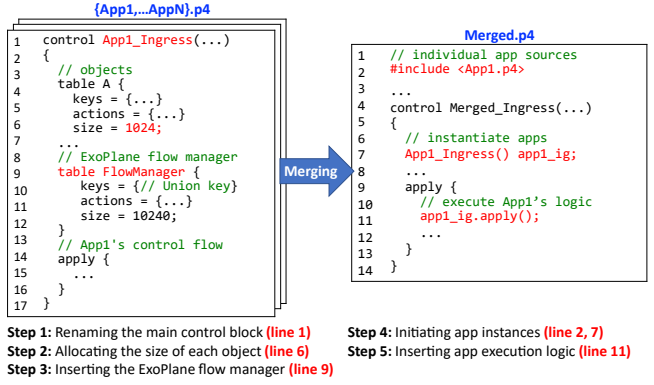 {App1,...AppN}.p4
1 control App1_Ingress(...)
2 {
3 // objects
4 table A {
5 keys = {...}
6 actions = {...}
6 size = 1024;
7 ...
8 // ExoPlane flow manager
9 table FlowManager {
10 keys = {// Union key}
11 actions = {...}
12 size = 10240;
12 }
13 // App1's control flow
14 apply {
15 ...
16 }
17 }
Merging
Merged.p4
1 // individual app sources
2 #include <App1.p4>
3 ...
4 control Merged_Ingress(...)
5 {
6 // instantiate apps
7 App1_Ingress() app1_ig;
8 ...
9 apply {
10 // execute App1's logic
11 app1_ig.apply();
12 ...
13 }
14 }
Step 1: Renaming the main control block (line 1)
Step 2: Allocating the size of each object (line 6)
Step 3: Inserting the ExoPlane flow manager (line 9)
Step 4: Initiating app instances (line 2, 7)
Step 5: Inserting app execution logic (line 11)